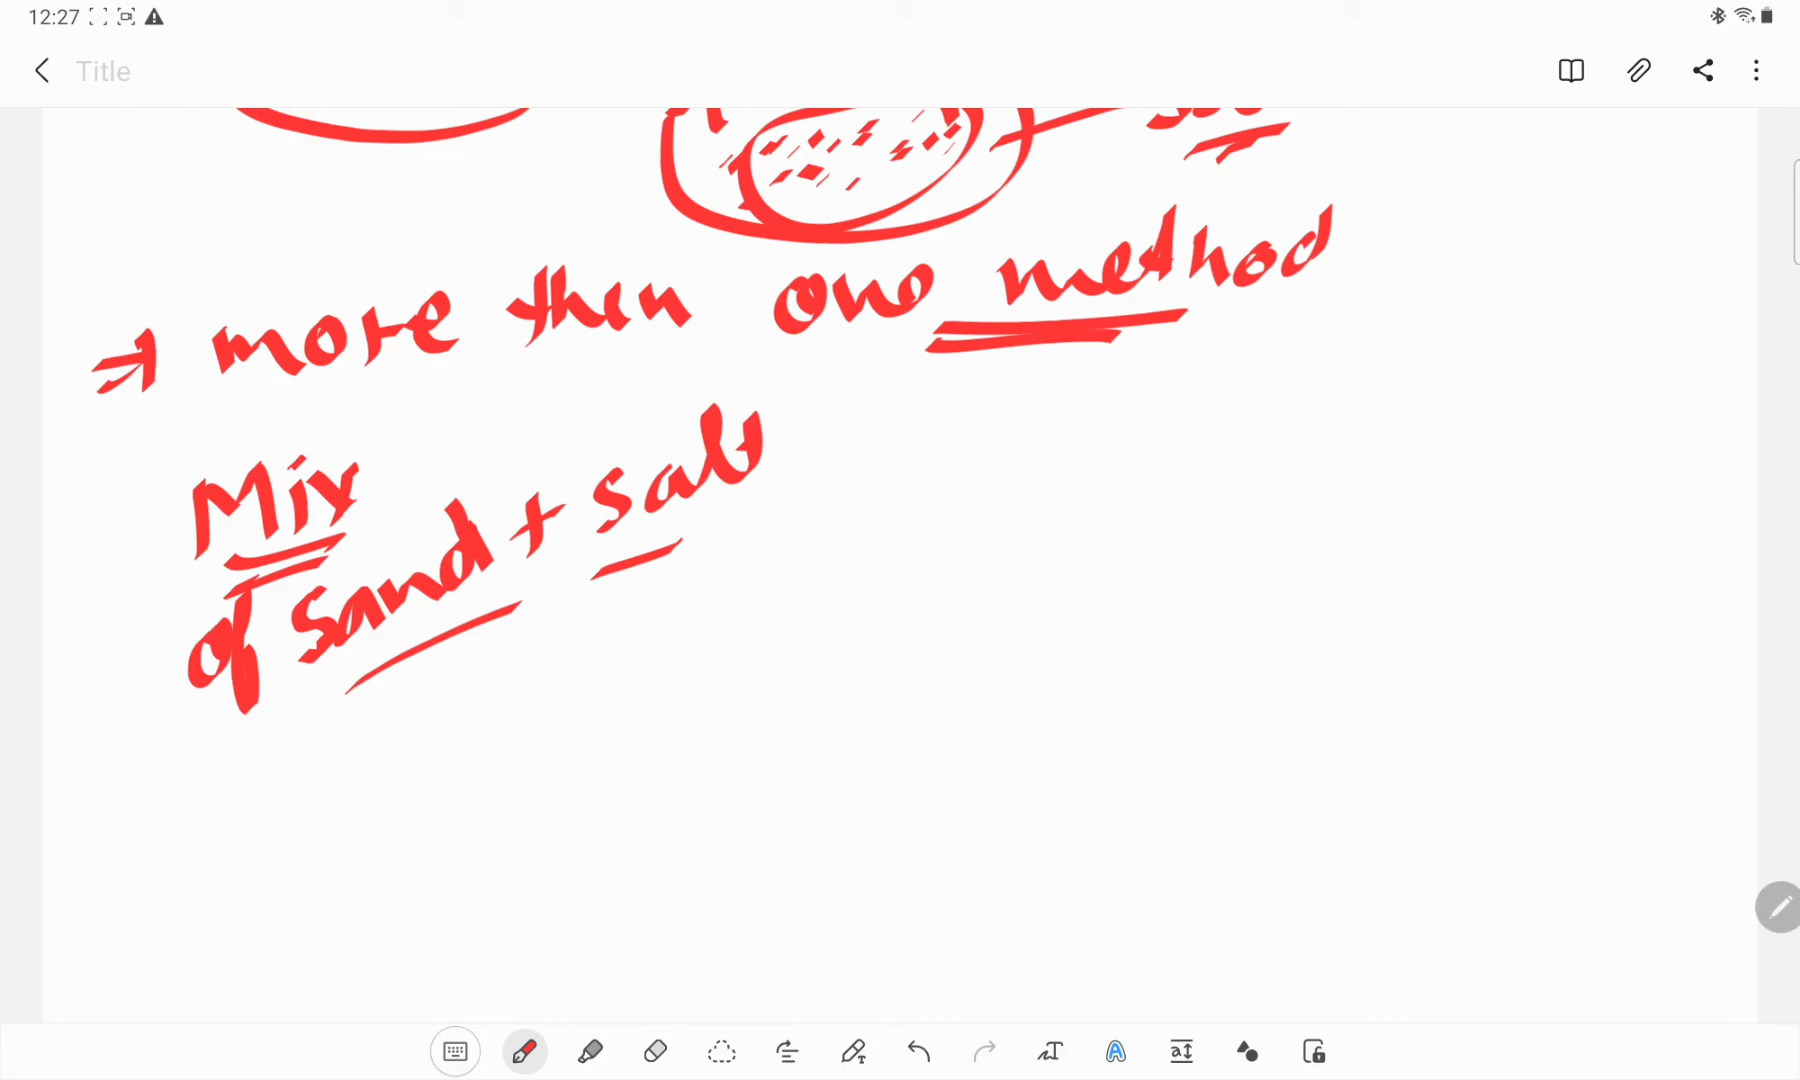 12:27
Title
→ more then one method
Mix
of sand + salt